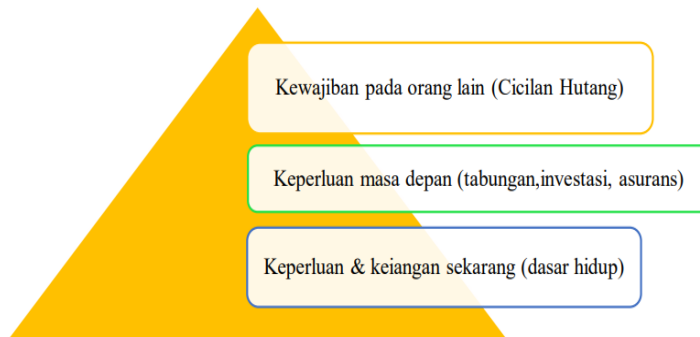 Kewajiban pada orang lain (Cicilan Hutang)
Keperluan masa depan (tabungan,investasi, asurans)
Keperluan & keiangan sekarang (dasar hidup)